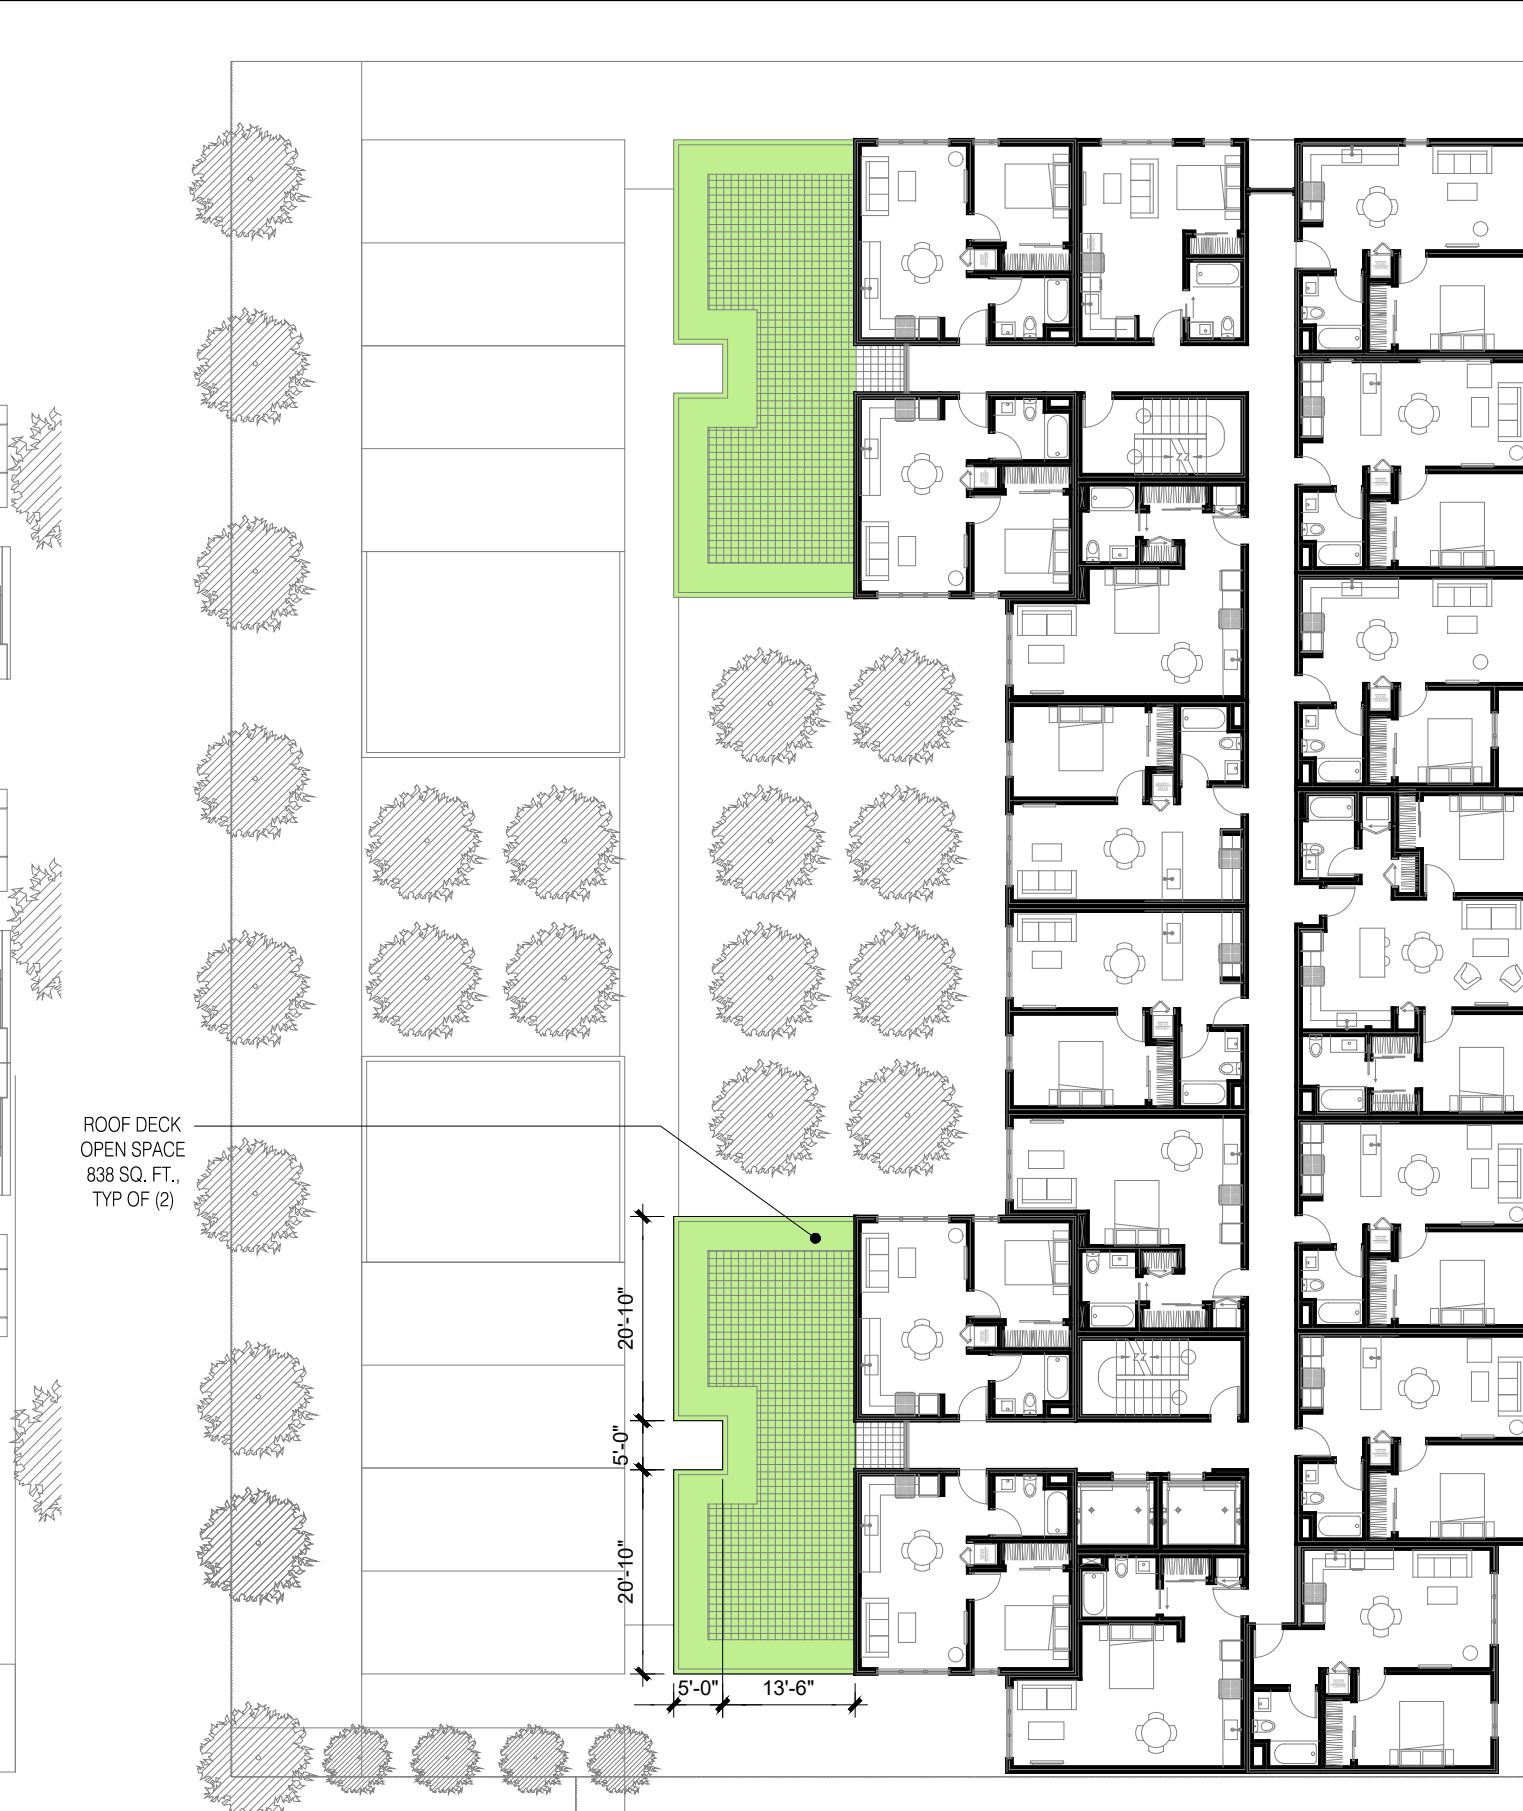 ROOF DECK
OPEN SPACE
838 SQ. FT.,
TYP OF (2)
20'-10"
5'-0"
20'-10"
5'-0"
13'-6"